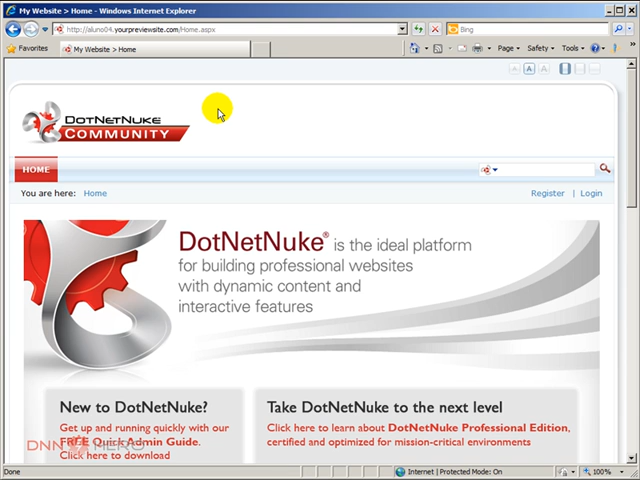 My Website > Home - Windows Internet Explorer
http://aluno04.yourpreviewsite.com/Home.aspx
Bing
Favorites
My Website > Home
Page
Safety
Tools
A A A
DOTNETNUKE
COMMUNITY
HOME
You are here: Home
Register | Login
DotNetNuke® is the ideal platform
for building professional websites
with dynamic content and
interactive features
New to DotNetNuke?
Get up and running quickly with our
FREE Quick Admin Guide.
Click here to download
Take DotNetNuke to the next level
Click here to learn about DotNetNuke Professional Edition,
certified and optimized for mission-critical environments
DNN HERO
Done
Internet | Protected Mode: On
100%